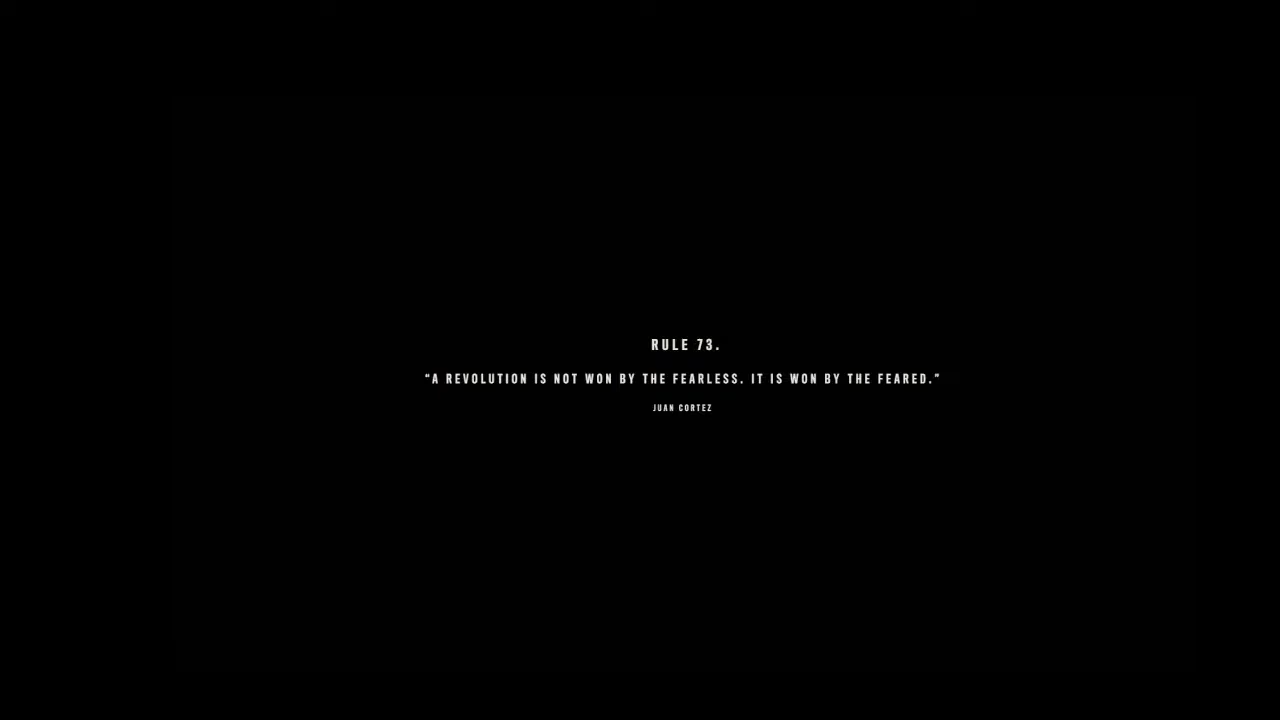 RULE 73.
“A REVOLUTION IS NOT WON BY THE FEARLESS. IT IS WON BY THE FEARED.”
JUAN CORTEZ